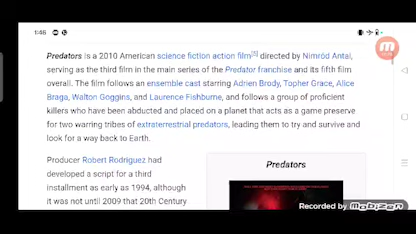 1:46
Predators is a 2010 American science fiction action film[5] directed by Nimród Antal,
serving as the third film in the main series of the Predator franchise and its fifth film
overall. The film follows an ensemble cast starring Adrien Brody, Topher Grace, Alice
Braga, Walton Goggins, and Laurence Fishburne, and follows a group of proficient
killers who have been abducted and placed on a planet that acts as a game preserve
for two warring tribes of extraterrestrial predators, leading them to try and survive and
look for a way back to Earth.
Producer Robert Rodriguez had
developed a script for a third
installment as early as 1994, although
it was not until 2009 that 20th Century
Predators
Recorded by Mobizen